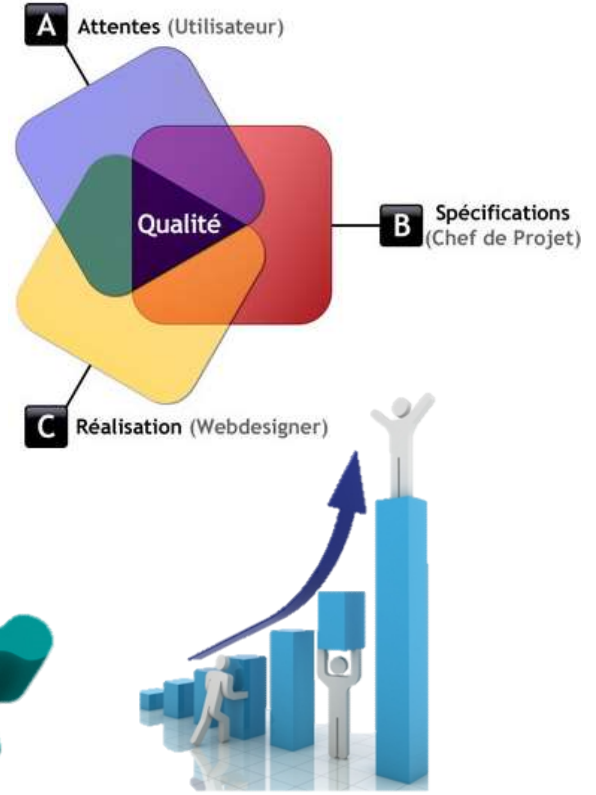 A Attentes (Utilisateur)
Qualité
B Spécifications
(Chef de Projet)
C Réalisation (Webdesigner)